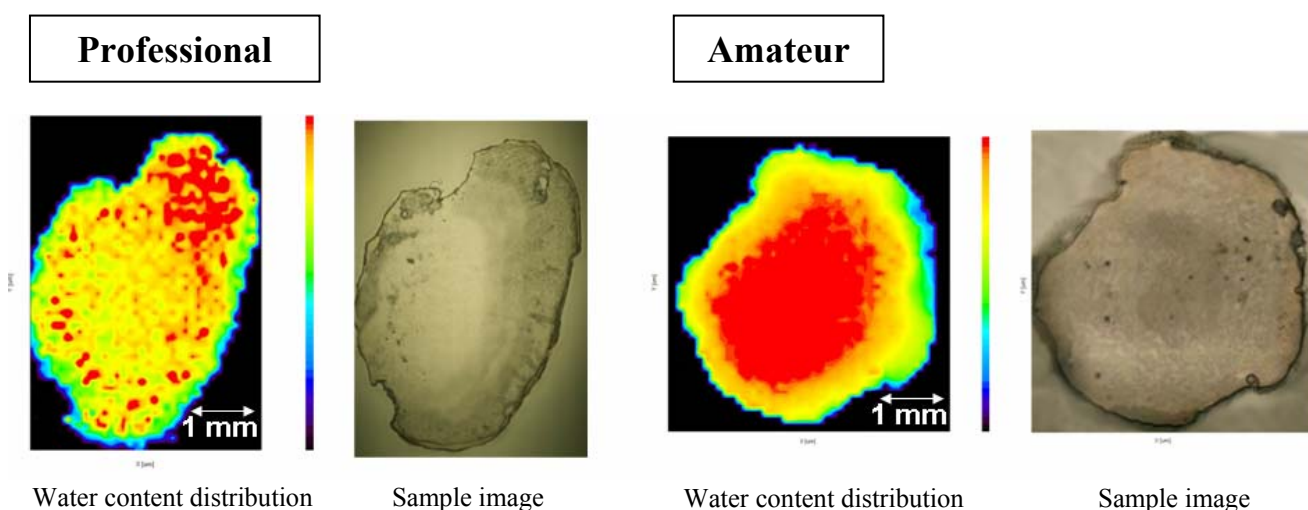 Professional
Amateur
1 mm
1 mm
Water content distribution
Sample image
Water content distribution
Sample image